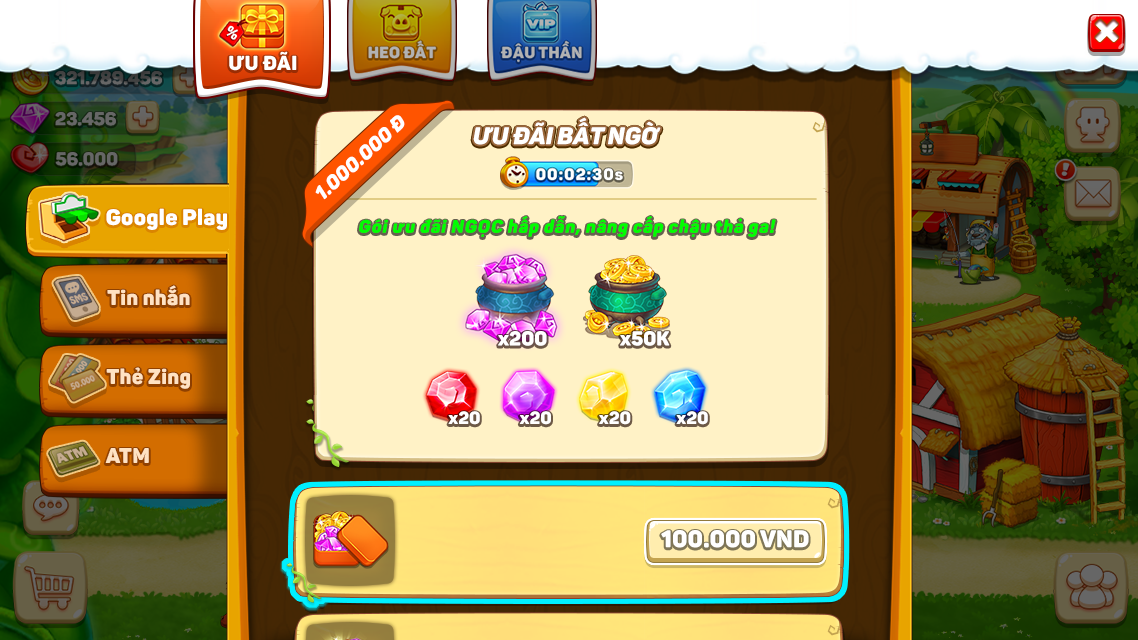 %
ƯU ĐÃI
HEO ĐẤT
VIP
ĐẬU THẦN
321.789.456
23.456
56.000
Google Play
SMS
Tin nhắn
50.000
Thẻ Zing
ATM
ATM
1.000.000 Đ
ƯU ĐÃI BẤT NGỜ
00:02:30s
Gói ưu đãi NGỌC hấp dẫn, nâng cấp chậu thả ga!
x200
x50K
x20
x20
x20
x20
100.000 VND